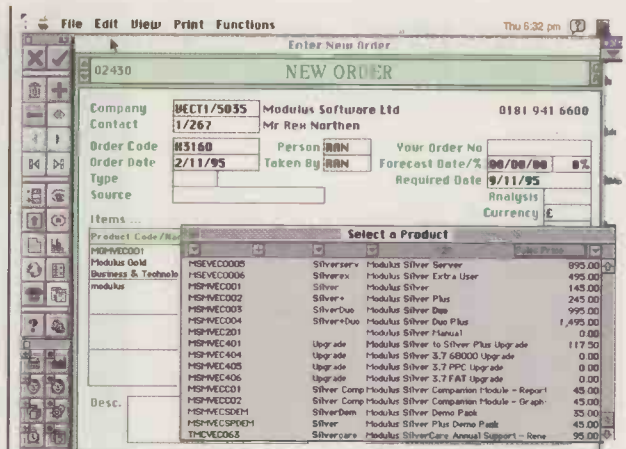 File Edit View Print Functions Thu 6:32 pm
Enter New Order
02430 NEW ORDER
Company VECT1/5035 Modulus Software Ltd 0181 941 6600
Contact 1/267 Mr Rex Northen
Order Code Person RAN Your Order No
Order Date 2/11/95 Taken By RAN Forecast Date/% 00/00/00 0%
Type Required Date 9/11/95
Source Analysis
Currency £
Items ...
Select a Product
Product Code/
Modulus Gold
Business & Technolo
modulus
MSEVEC0005 Silverserv Modulus Silver Server 895.00
MSMVEC0006 Silverex Modulus Silver Extra User 495.00
MSMVEC001 Silver Modulus Silver 145.00
MSMVEC002 Silver+ Modulus Silver Plus 245.00
MSMVEC003 SilverDuo Modulus Silver Duo 995.00
MSMVEC004 Silver+Duo Modulus Silver Duo Plus 1,495.00
MSMVEC201 Modulus Silver Manual 0.00
MSMVEC401 Upgrade Modulus Silver to Silver Plus Upgrade 117.50
MSMVEC404 Upgrade Modulus Silver 3.7 68000 Upgrade 0.00
MSMVEC405 Upgrade Modulus Silver 3.7 PPC Upgrade 0.00
MSMVEC406 Upgrade Modulus Silver 3.7 FAT Upgrade 0.00
MSMVECC01 Silver Comp Modulus Silver Companion Module - Report 45.00
MSMVECC02 Silver Comp Modulus Silver Companion Module - Graph 45.00
MSMVECSDEM SilverDem Modulus Silver Demo Pack 35.00
MSMVECSPDEM Silver Modulus Silver Plus Demo Pack 45.00
TMCVEC063 Silvercare Modulus SilverCare Annual Support - Rene 95.00
Desc.